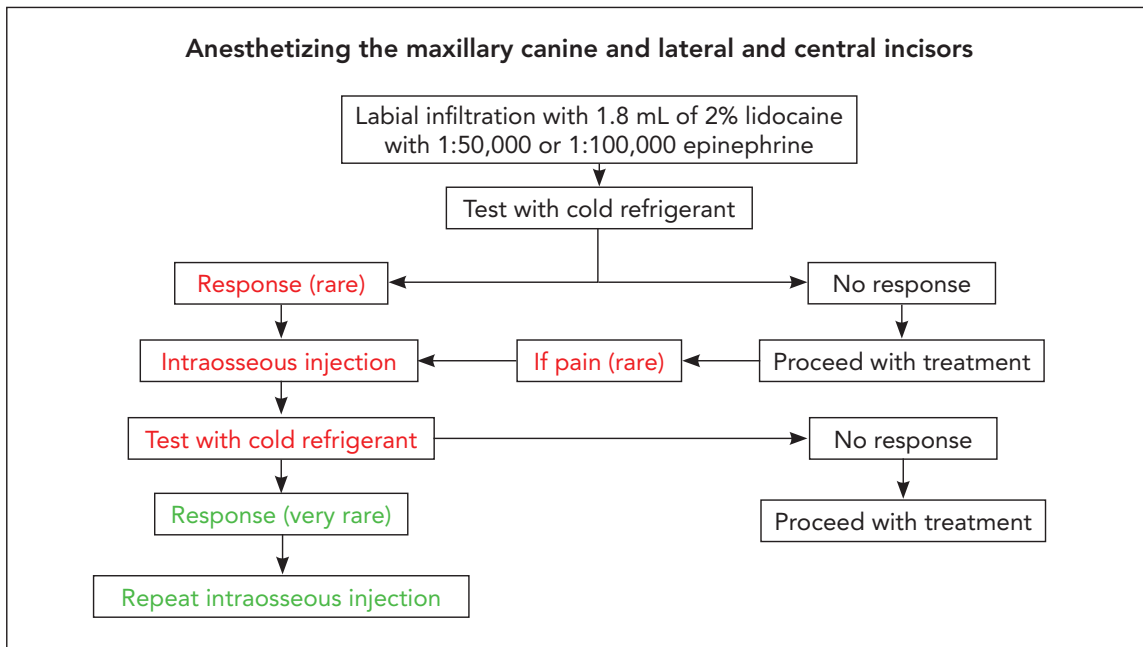 Anesthetizing the maxillary canine and lateral and central incisors
Labial infiltration with 1.8 mL of 2% lidocaine
with 1:50,000 or 1:100,000 epinephrine
Test with cold refrigerant
Response (rare)
No response
Intraosseous injection
If pain (rare)
Proceed with treatment
Test with cold refrigerant
No response
Response (very rare)
Proceed with treatment
Repeat intraosseous injection